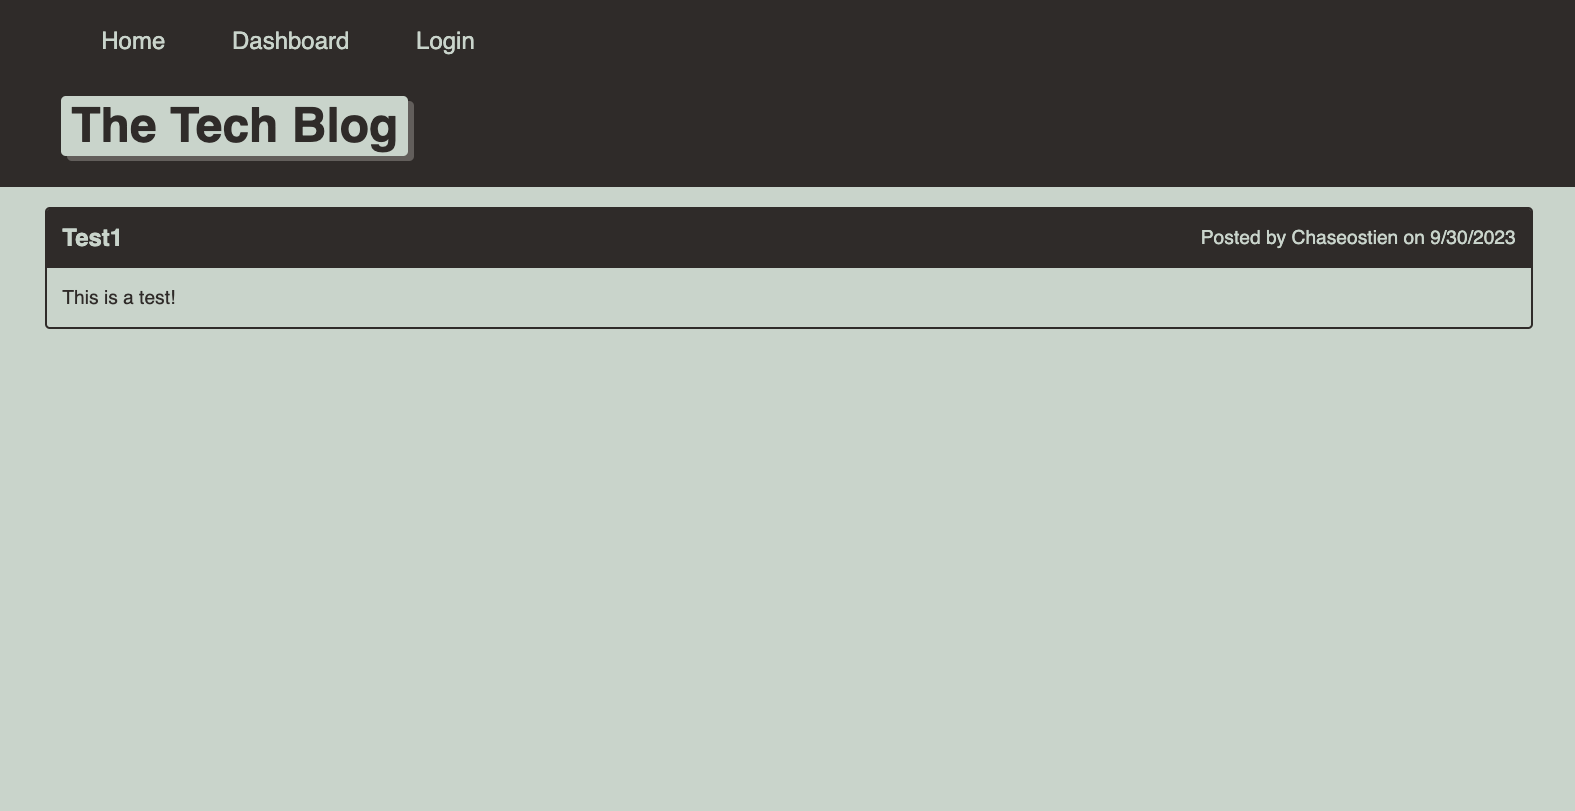 Home Dashboard Login
The Tech Blog
Test1 Posted by Chaseostien on 9/30/2023
This is a test!